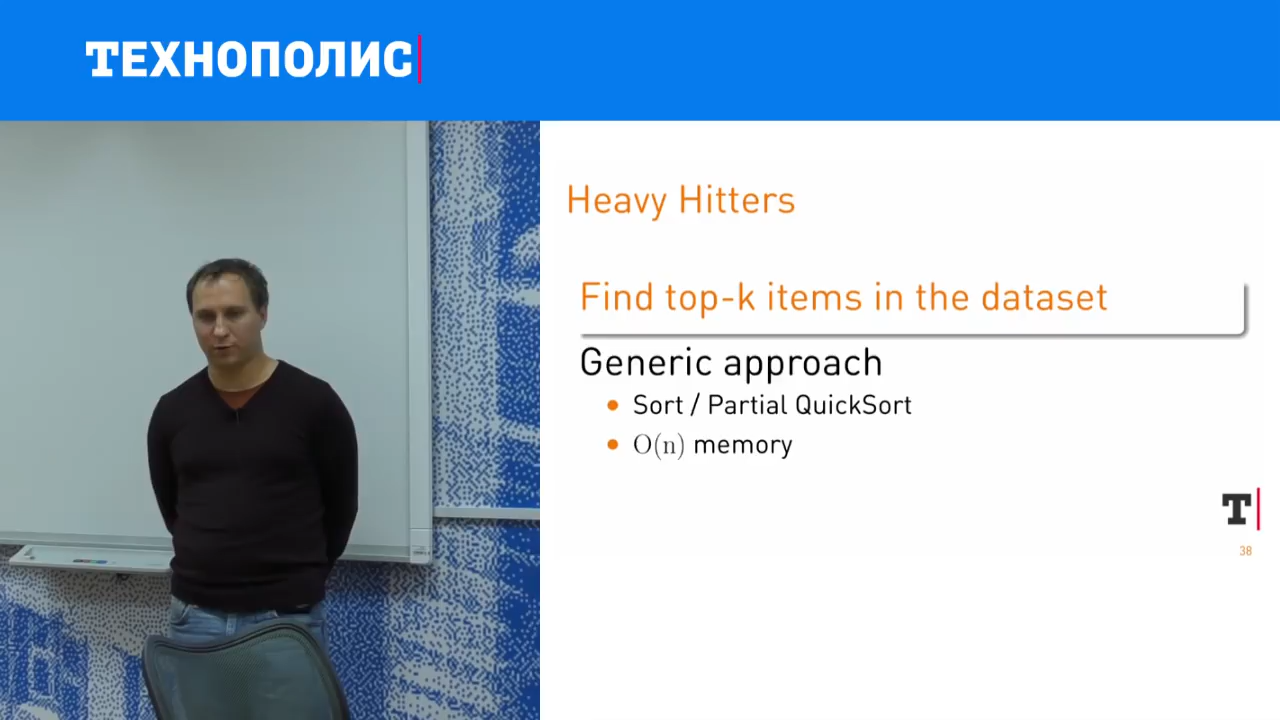 ТЕХНОПОЛИС
Heavy Hitters
Find top-k items in the dataset
Generic approach
Sort / Partial QuickSort
O(n) memory
T
38